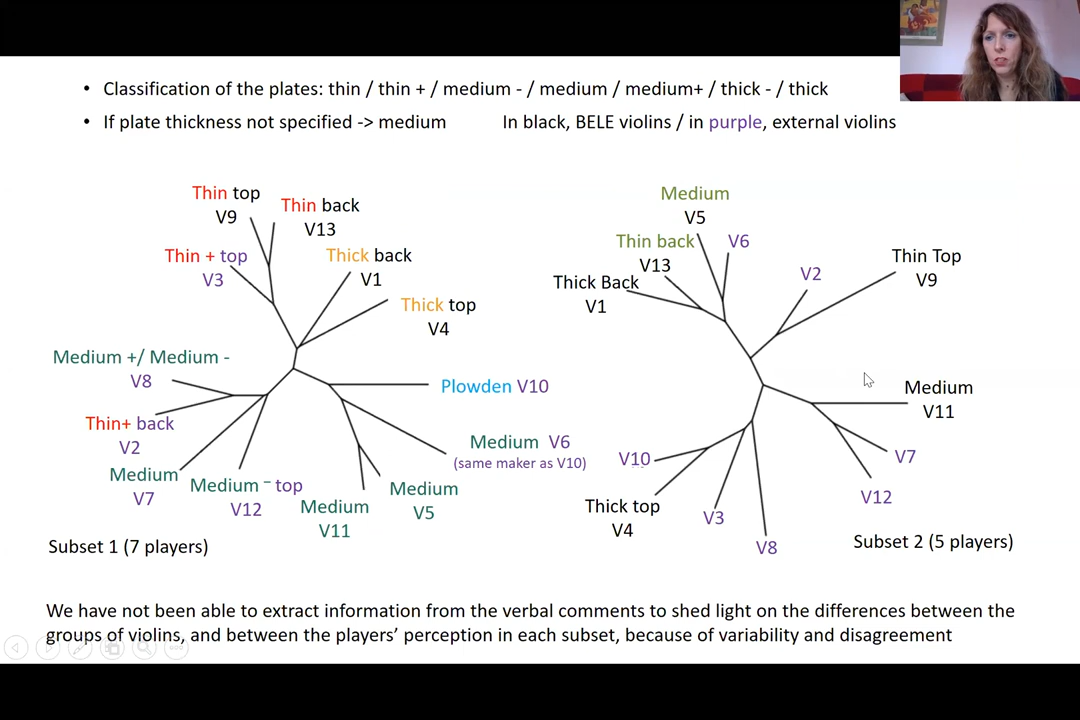 • Classification of the plates: thin / thin + / medium - / medium / medium+ / thick - / thick
• If plate thickness not specified -> medium In black, BELE violins / in purple, external violins
Thin top
V9
Thin back
V13
Thin + top
V3
Thick back
V1
Thick top
V4
Medium +/ Medium -
V8
Thin+ back
V2
Medium
V7
Medium - top
V12
Medium
V11
Medium
V5
Medium V6
(same maker as V10)
Plowden V10
Subset 1 (7 players)
Medium
V5
V6
Thin back
V13
Thick Back
V1
V2
Thin Top
V9
Medium
V11
V7
V12
V10
Thick top
V4
V3
V8
Subset 2 (5 players)
We have not been able to extract information from the verbal comments to shed light on the differences between the
groups of violins, and between the players' perception in each subset, because of variability and disagreement